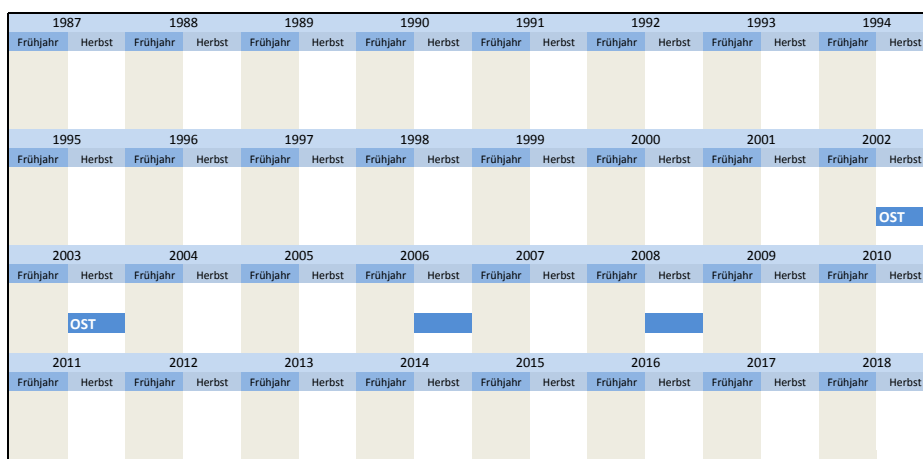 1987 1988 1989 1990 1991 1992 1993 1994
Frühjahr Herbst Frühjahr Herbst Frühjahr Herbst Frühjahr Herbst Frühjahr Herbst Frühjahr Herbst Frühjahr Herbst Frühjahr Herbst
1995 1996 1997 1998 1999 2000 2001 2002
Frühjahr Herbst Frühjahr Herbst Frühjahr Herbst Frühjahr Herbst Frühjahr Herbst Frühjahr Herbst Frühjahr Herbst Frühjahr Herbst
OST
2003 2004 2005 2006 2007 2008 2009 2010
Frühjahr Herbst Frühjahr Herbst Frühjahr Herbst Frühjahr Herbst Frühjahr Herbst Frühjahr Herbst Frühjahr Herbst Frühjahr Herbst
OST
2011 2012 2013 2014 2015 2016 2017 2018
Frühjahr Herbst Frühjahr Herbst Frühjahr Herbst Frühjahr Herbst Frühjahr Herbst Frühjahr Herbst Frühjahr Herbst Frühjahr Herbst